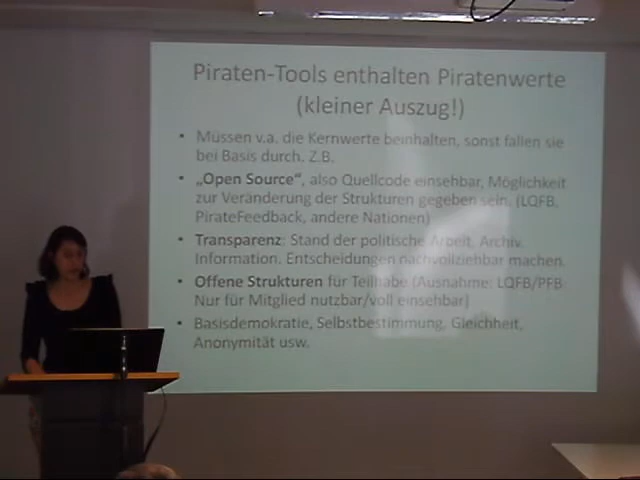 Piraten-Tools enthalten Piratenwerte
(kleiner Auszug!)
• Müssen v.a. die Kernwerte beinhalten, sonst fallen sie
bei Basis durch. Z.B.
• „Open Source“, also Quellcode einsehbar, Möglichkeit
zur Veränderung der Strukturen gegeben sein. (LQFB,
PirateFeedback, andere Nationen)
• Transparenz: Stand der politische Arbeit, Archiv,
Information. Entscheidungen nachvollziehbar machen.
• Offene Strukturen für Teilhabe (Ausnahme: LQFB/PFB
Nur für Mitglied nutzbar/voll einsehbar)
• Basisdemokratie, Selbstbestimmung, Gleichheit,
Anonymität usw.